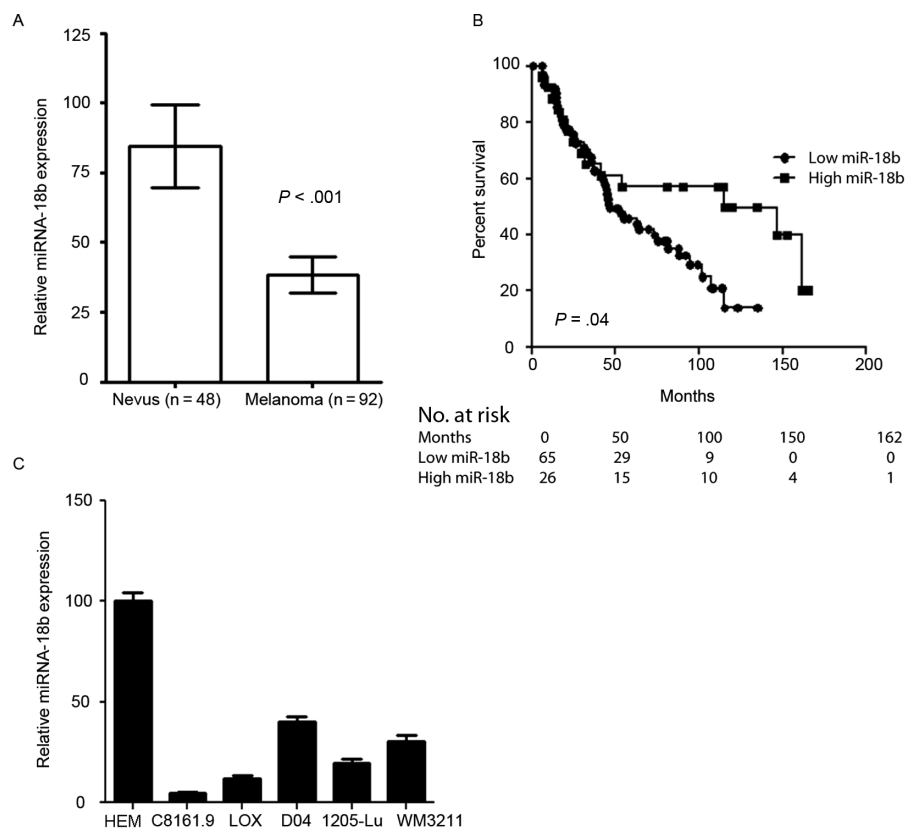 A
125
100
75
50
25
0
Relative miRNA-18b expression
P < .001
Nevus (n = 48) Melanoma (n = 92)
B
100
80
60
40
20
0
Percent survival
Low miR-18b
High miR-18b
P = .04
0 50 100 150 200
Months
No. at risk
Months 0 50 100 150 162
Low miR-18b 65 29 9 0 0
High miR-18b 26 15 10 4 1
C
150
100
50
0
Relative miRNA-18b expression
HEM C8161.9 LOX D04 1205-Lu WM3211